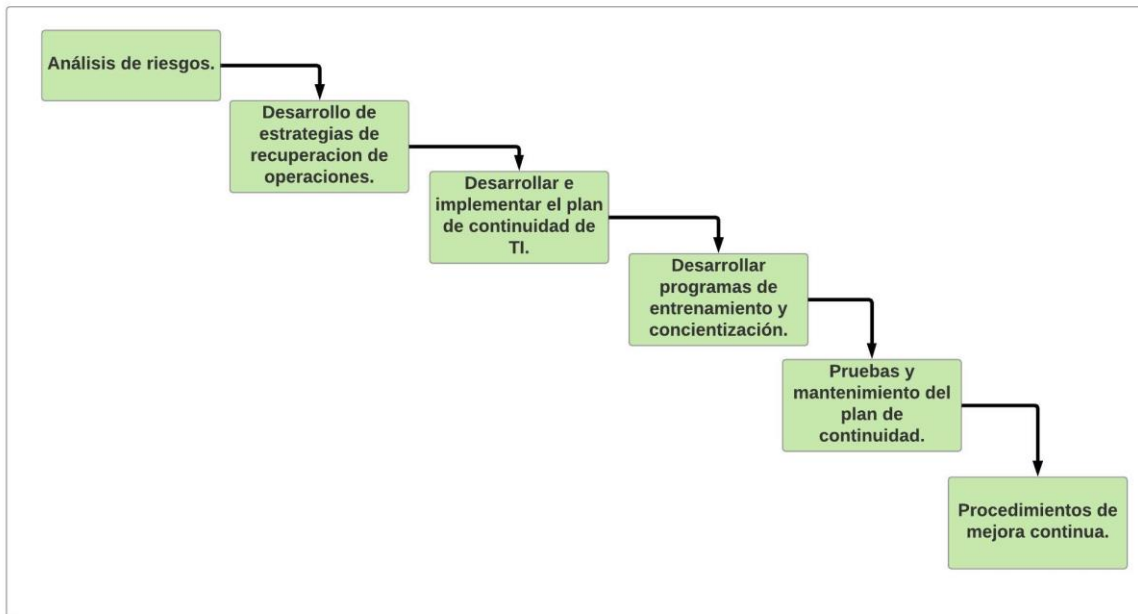 Análisis de riesgos.
Desarrollo de
estrategias de
recuperacion de
operaciones.
Desarrollar e
implementar el plan
de continuidad de
TI.
Desarrollar
programas de
entrenamiento y
concientización.
Pruebas y
mantenimiento del
plan de
continuidad.
Procedimientos de
mejora continua.